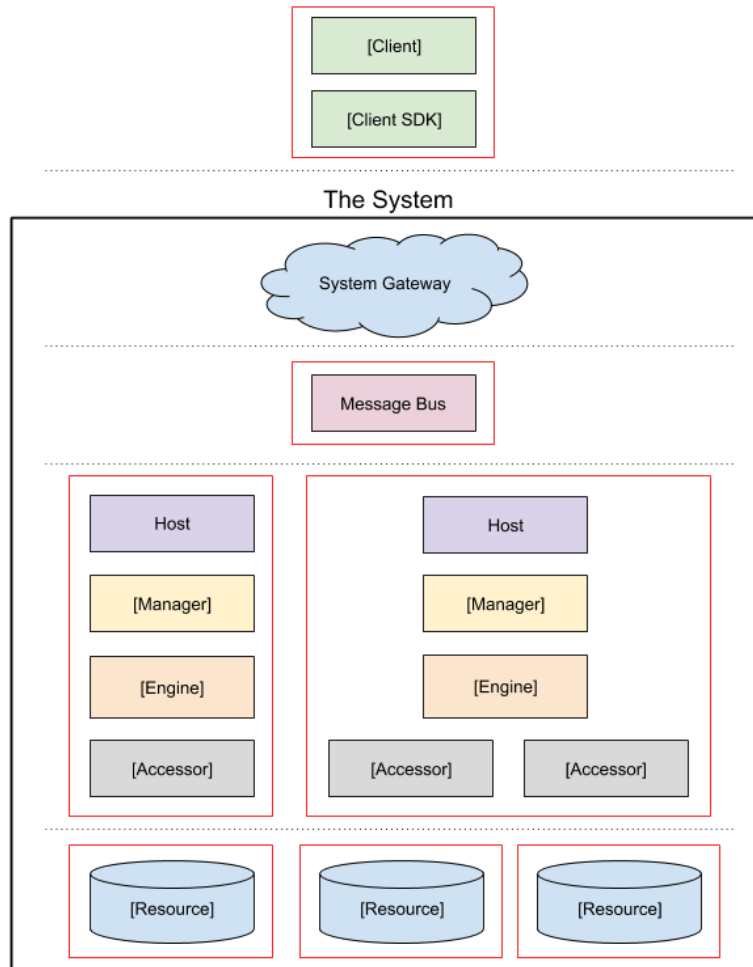 [Client]
[Client SDK]
The System
System Gateway
Message Bus
Host
Host
[Manager]
[Manager]
[Engine]
[Engine]
[Accessor]
[Accessor]
[Accessor]
[Resource]
[Resource]
[Resource]